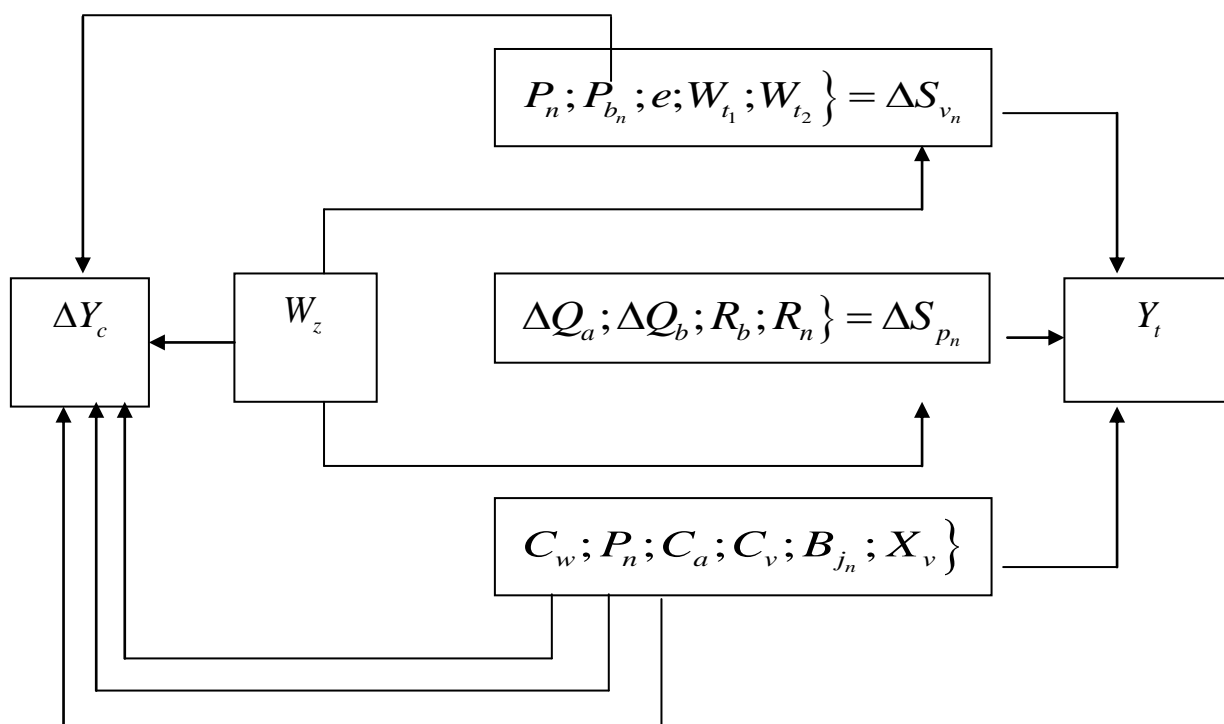 P_n; P_{b_n}; e; W_{t_1}; W_{t_2}} = ΔS_{v_n}
ΔY_c
W_z
ΔQ_a; ΔQ_b; R_b; R_n} = ΔS_{p_n}
Y_t
C_w; P_n; C_a; C_v; B_{j_n}; X_v}